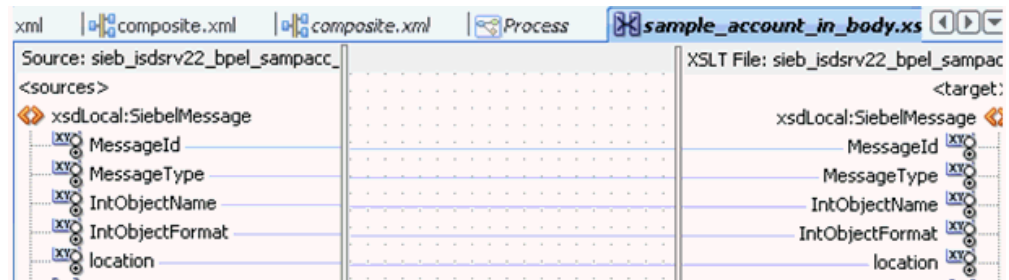 xml composite.xml composite.xml Process sample_account_in_body.xs
Source: sieb_isdsrv22_bpel_sampacc_ XSLT File: sieb_isdsrv22_bpel_sampac
<sources> <target>
xsdLocal:SiebelMessage xsdLocal:SiebelMessage
MessageId MessageId
MessageType MessageType
IntObjectName IntObjectName
IntObjectFormat IntObjectFormat
location location